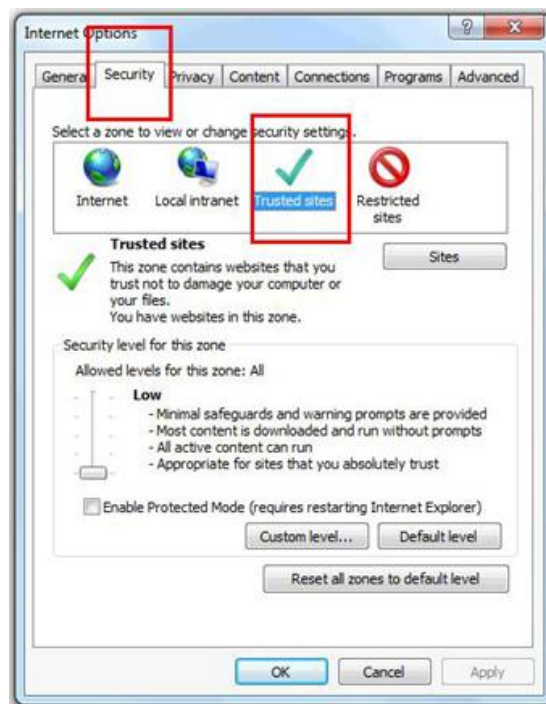 Internet Options
General Security Privacy Content Connections Programs Advanced
Select a zone to view or change security settings.
Internet Local intranet Trusted sites Restricted
sites
Trusted sites
Sites
This zone contains websites that you
trust not to damage your computer or
your files.
You have websites in this zone.
Security level for this zone
Allowed levels for this zone: All
Low
- Minimal safeguards and warning prompts are provided
- Most content is downloaded and run without prompts
- All active content can run
- Appropriate for sites that you absolutely trust
Enable Protected Mode (requires restarting Internet Explorer)
Custom level... Default level
Reset all zones to default level
OK Cancel Apply